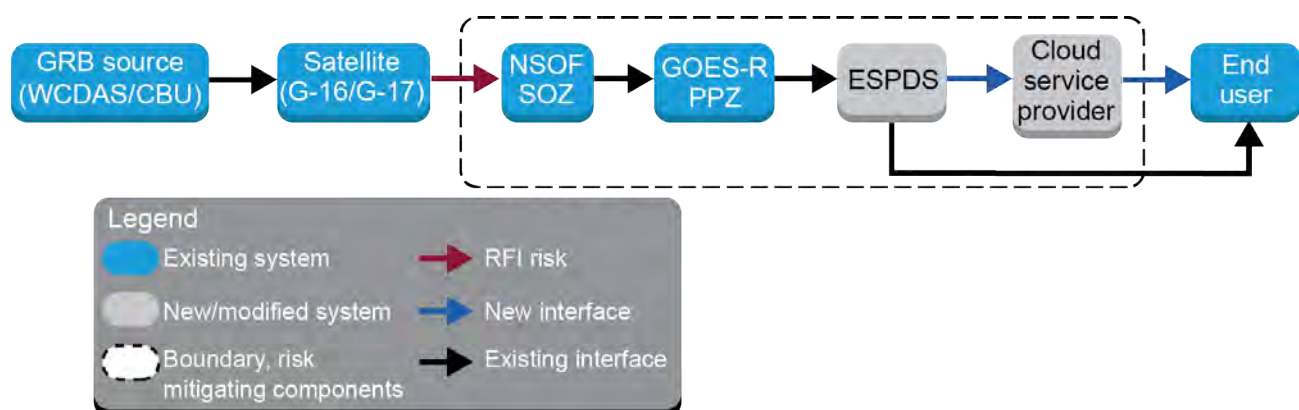 GRB source
(WCDAS/CBU)
Satellite
(G-16/G-17)
NSOF
SOZ
GOES-R
PPZ
ESPDS
Cloud
service
provider
End
user
Legend
Existing system
RFI risk
New/modified system
New interface
Boundary, risk
mitigating components
Existing interface